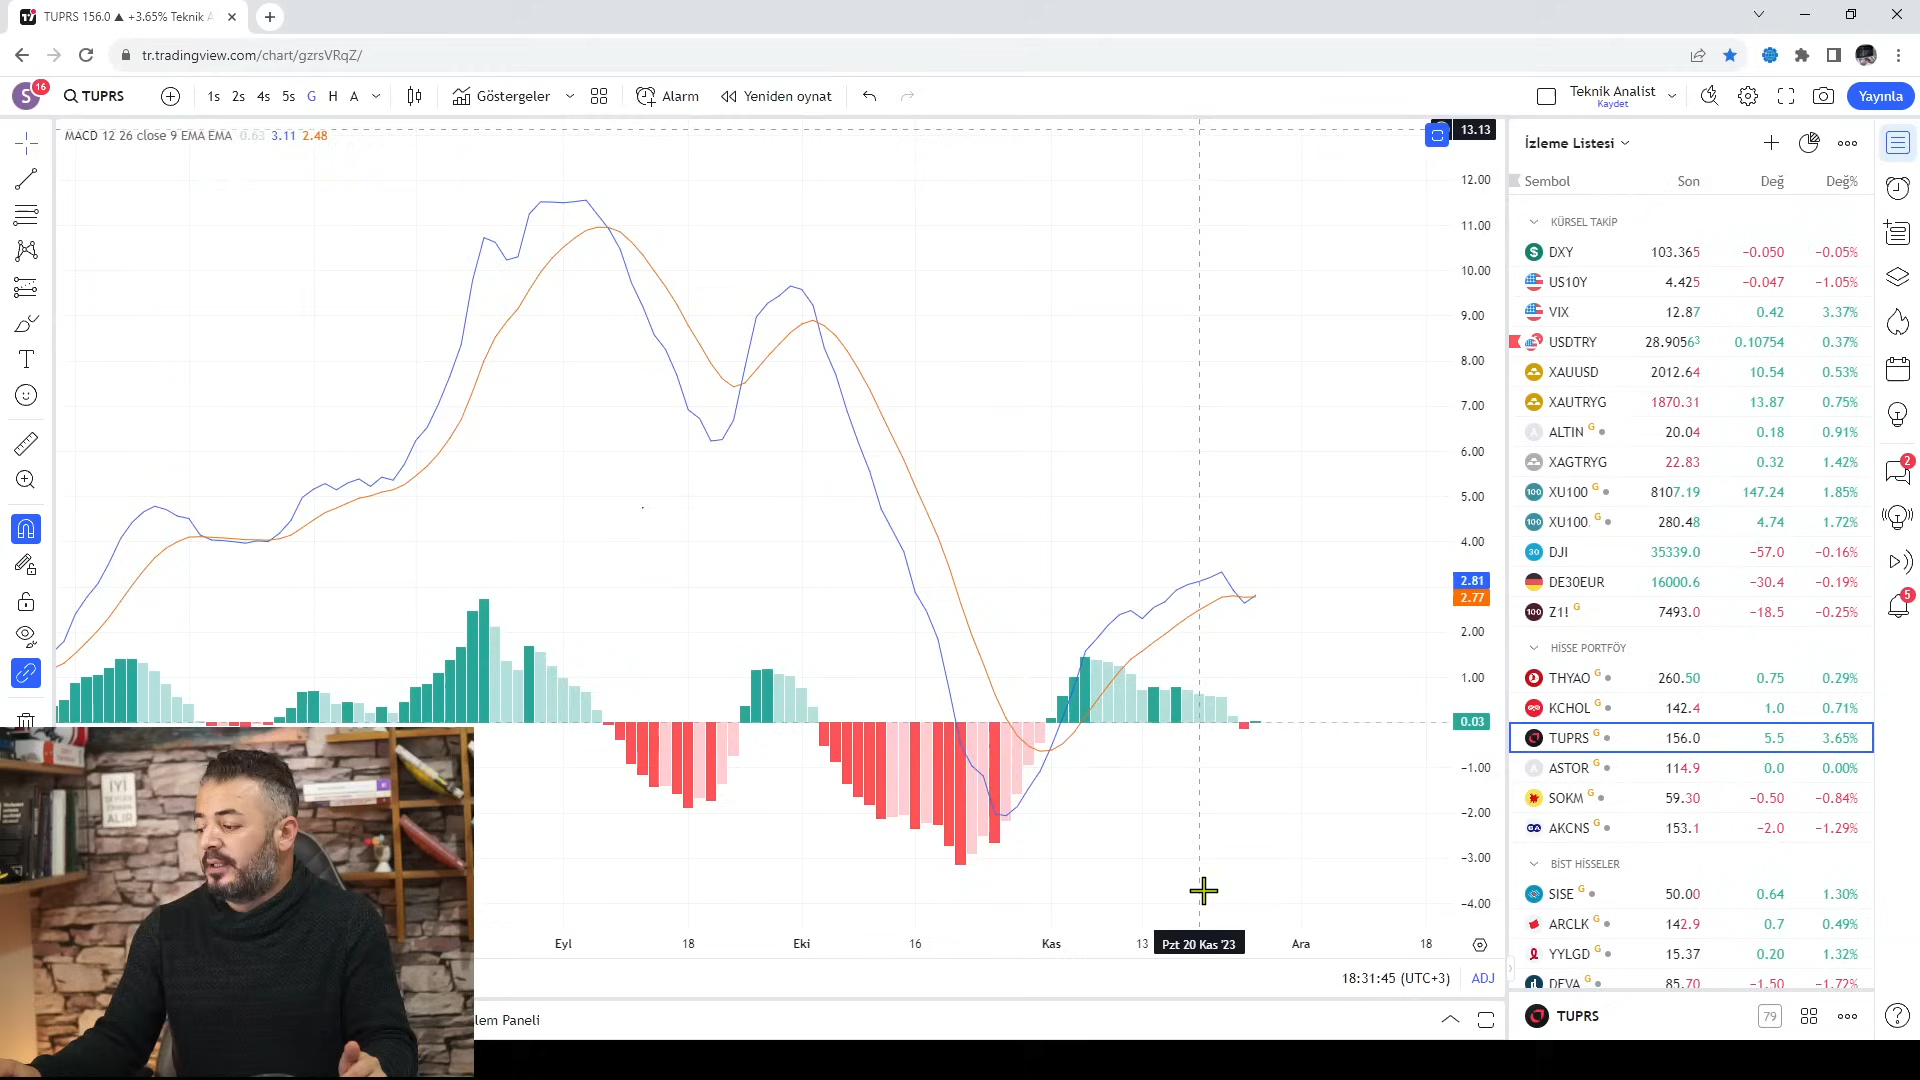 TUPRS 156.0 ▲ +3.65% Teknik A
tr.tradingview.com/chart/gzrsVRqZ/
S
16
TUPRS
1s 2s 4s 5s G H A
Göstergeler
Alarm
Yeniden oynat
Teknik Analist
Kaydet
Yayınla
MACD 12 26 close 9 EMA EMA 0.63 3.11 2.48
13.13
12.00
11.00
10.00
9.00
8.00
7.00
6.00
5.00
4.00
2.81
2.77
2.00
1.00
0.03
−1.00
−2.00
−3.00
−4.00
Eyl 18 Eki 16 Kas 13 Pzt 20 Kas '23 Ara 18
18:31:45 (UTC+3) ADJ
lem Paneli
İYİ
ALIR
İzleme Listesi
Sembol Son Değ Değ%
KÜRSEL TAKİP
DXY 103.365 −0.050 −0.05%
US10Y 4.425 −0.047 −1.05%
VIX 12.87 0.42 3.37%
USDTRY 28.9056³ 0.10754 0.37%
XAUUSD 2012.64 10.54 0.53%
XAUTRYG 1870.31 13.87 0.75%
ALTIN G 20.04 0.18 0.91%
XAGTRYG 22.83 0.32 1.42%
XU100 G 8107.19 147.24 1.85%
XU100. G 280.48 4.74 1.72%
DJI 35339.0 −57.0 −0.16%
DE30EUR 16000.6 −30.4 −0.19%
Z1! G 7493.0 −18.5 −0.25%
HİSSE PORTFÖY
THYAO G 260.50 0.75 0.29%
KCHOL G 142.4 1.0 0.71%
TUPRS G 156.0 5.5 3.65%
ASTOR G 114.9 0.0 0.00%
SOKM G 59.30 −0.50 −0.84%
AKCNS G 153.1 −2.0 −1.29%
BİST HİSSELER
SISE G 50.00 0.64 1.30%
ARCLK G 142.9 0.7 0.49%
YYLGD G 15.37 0.20 1.32%
DEVA G 85.70 −1.50 −1.72%
TUPRS 79
2
5